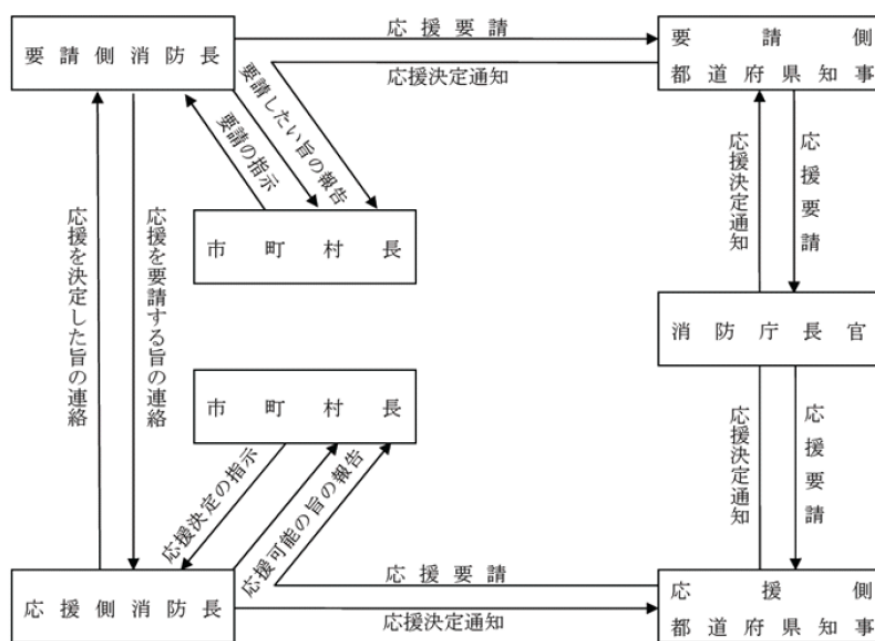 応援要請
要請側消防長
要請側
都道府県知事
応援決定通知
要請したい旨の報告
要請の指示
応援決定通知
応援要請
市町村長
応援を決定した旨の連絡
応援を要請する旨の連絡
消防庁長官
市町村長
応援決定通知
応援要請
応援決定の指示
応援可能の旨の報告
応援要請
応援側消防長
応援側
都道府県知事
応援決定通知